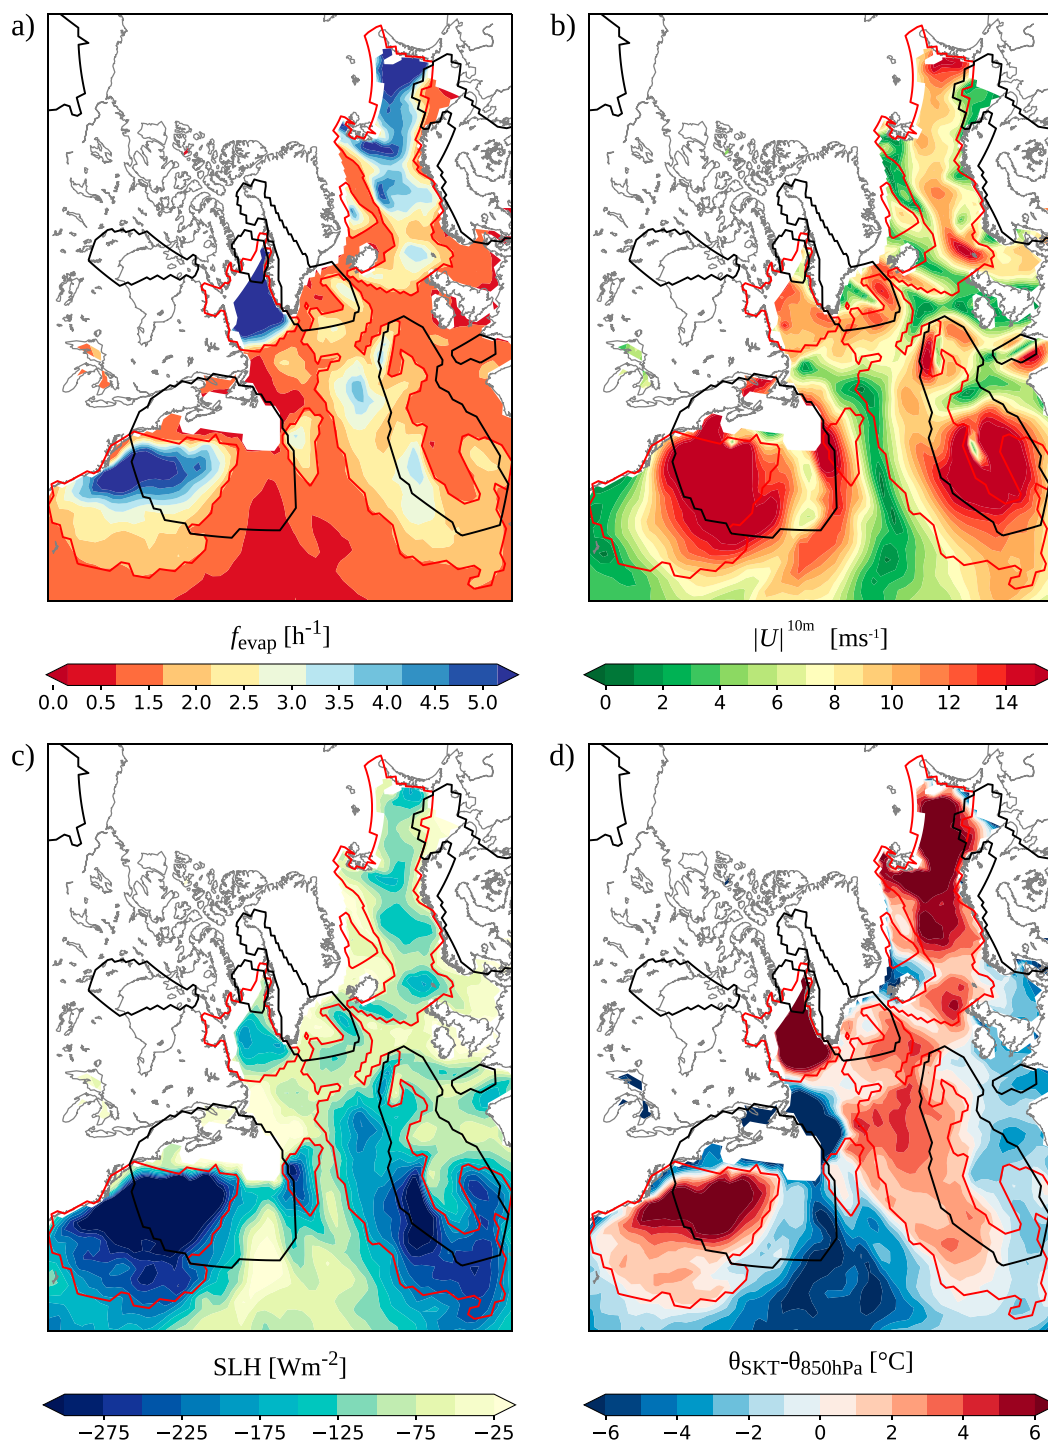 a) b)
f_evap [h⁻¹] |U|¹⁰ᵐ [ms⁻¹]
0.0 0.5 1.5 2.0 2.5 3.0 3.5 4.0 4.5 5.0 0 2 4 6 8 10 12 14
c) d)
SLH [Wm⁻²] θ_SKT-θ_850hPa [°C]
−275 −225 −175 −125 −75 −25 −6 −4 −2 0 2 4 6